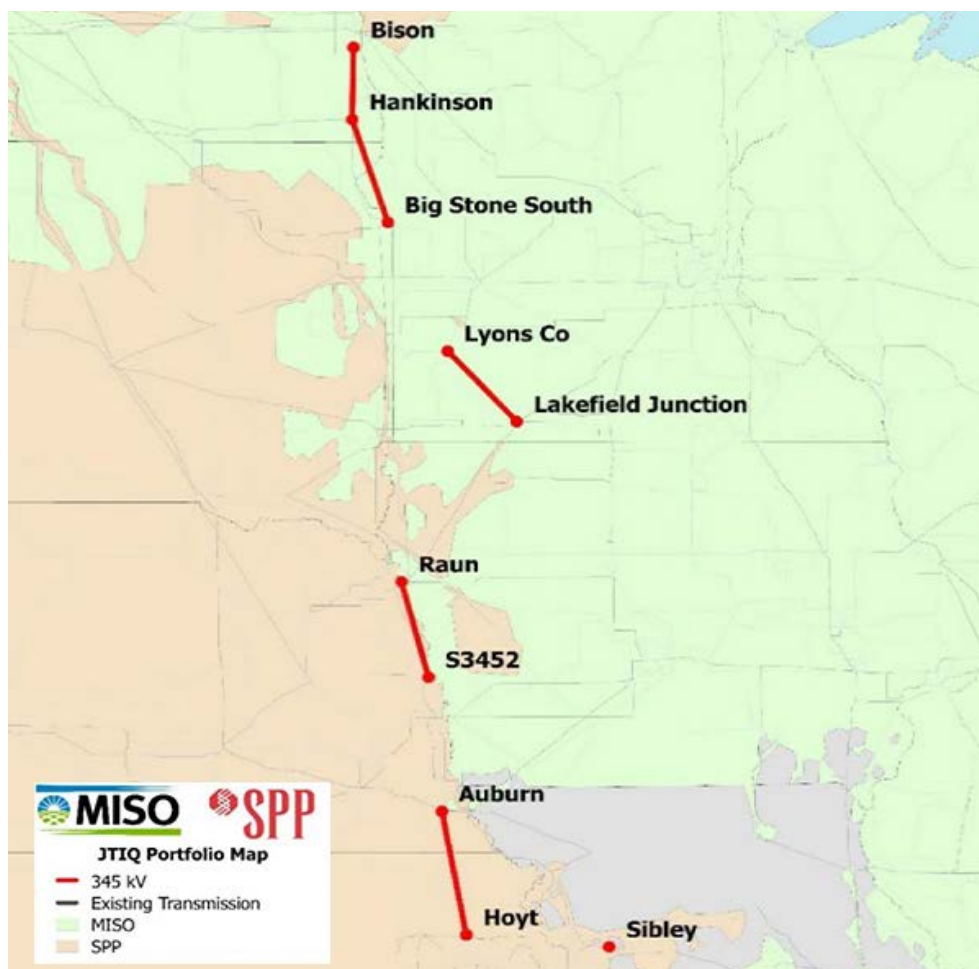 Bison
Hankinson
Big Stone South
Lyons Co
Lakefield Junction
Raun
S3452
Auburn
Hoyt
Sibley
MISO SPP
JTIQ Portfolio Map
345 kV
Existing Transmission
MISO
SPP